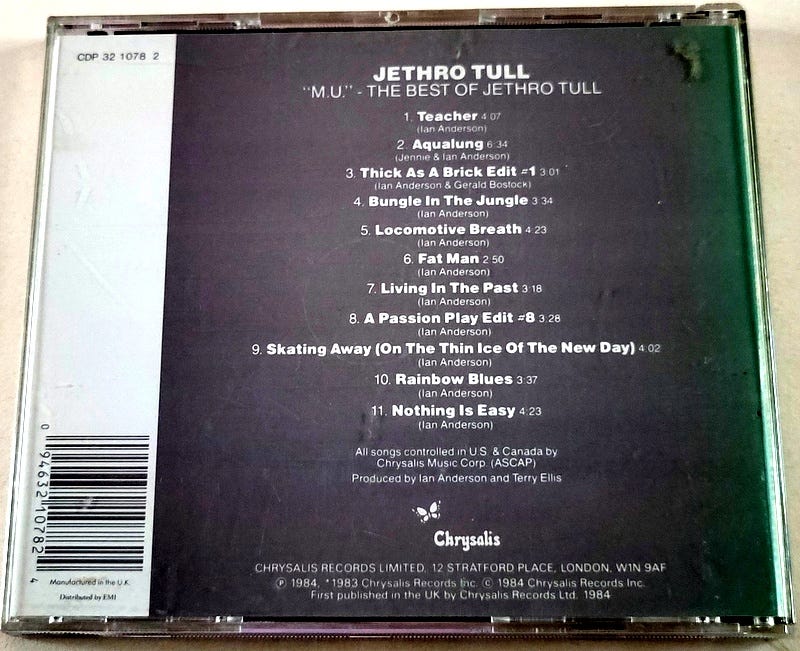 CDP 32 1078 2
JETHRO TULL
"M.U." - THE BEST OF JETHRO TULL
1. Teacher 4 07
(Ian Anderson)
2. Aqualung 6:34
(Jennie & Ian Anderson)
3. Thick As A Brick Edit #1 3:01
(Ian Anderson & Gerald Bostock)
4. Bungle In The Jungle 3 34
(Ian Anderson)
5. Locomotive Breath 4:23
(Ian Anderson)
6. Fat Man 2 50
(Ian Anderson)
7. Living In The Past 3:18
(Ian Anderson)
8. A Passion Play Edit #8 3:28
(Ian Anderson)
9. Skating Away (On The Thin Ice Of The New Day) 4:02
(Ian Anderson)
10. Rainbow Blues 3:37
(Ian Anderson)
11. Nothing Is Easy 4:23
(Ian Anderson)
All songs controlled in U.S. & Canada by
Chrysalis Music Corp. (ASCAP)
Produced by Ian Anderson and Terry Ellis
Chrysalis
CHRYSALIS RECORDS LIMITED, 12 STRATFORD PLACE, LONDON, W1N 9AF
℗ 1984, *1983 Chrysalis Records Inc. © 1984 Chrysalis Records Inc.
First published in the UK by Chrysalis Records Ltd. 1984
0 94632 10782 4
Manufactured in the U.K.
Distributed by EMI